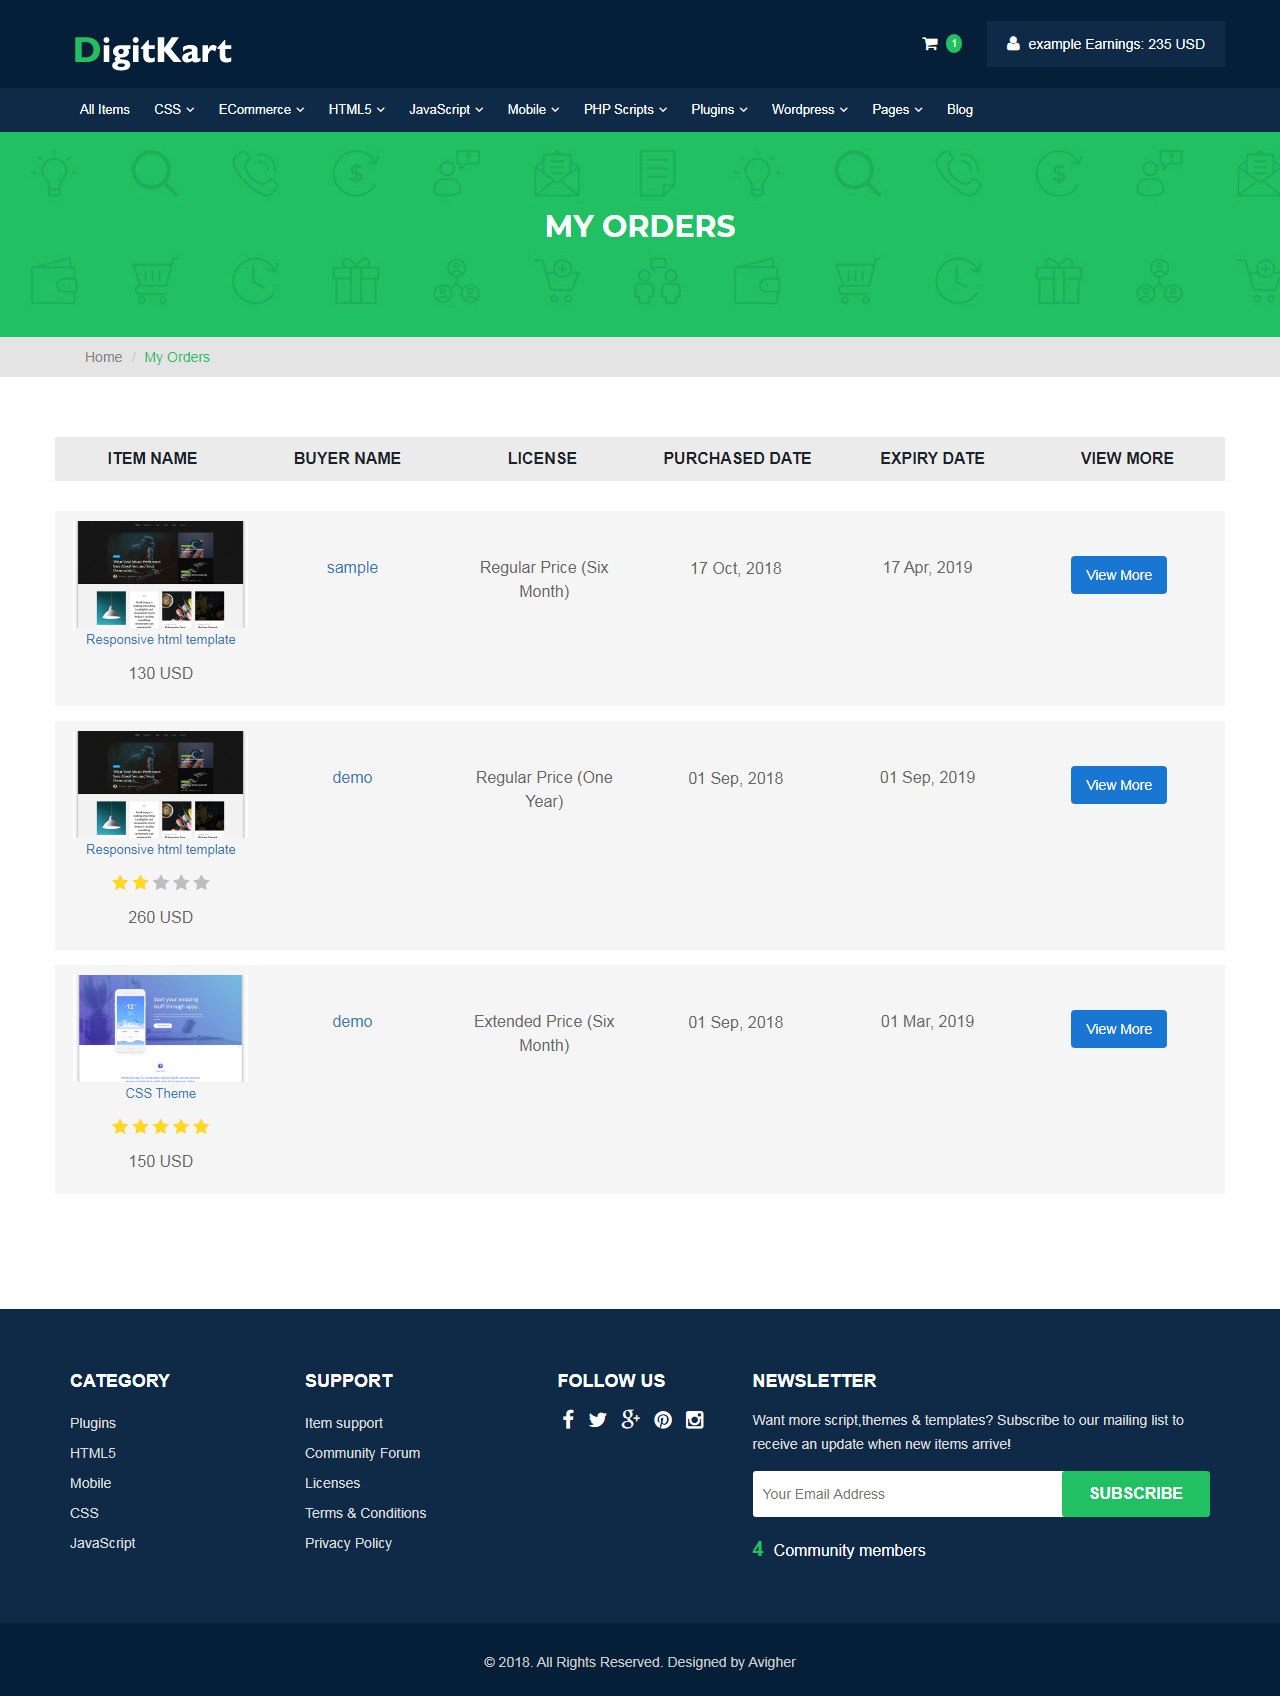 DigitKart
1
example Earnings: 235 USD
All Items CSS ECommerce HTML5 JavaScript Mobile PHP Scripts Plugins Wordpress Pages Blog
MY ORDERS
Home / My Orders
ITEM NAME BUYER NAME LICENSE PURCHASED DATE EXPIRY DATE VIEW MORE
sample Regular Price (Six Month) 17 Oct, 2018 17 Apr, 2019 View More
Responsive html template
130 USD
demo Regular Price (One Year) 01 Sep, 2018 01 Sep, 2019 View More
Responsive html template
260 USD
Start your amazing
stuff through apps
demo Extended Price (Six Month) 01 Sep, 2018 01 Mar, 2019 View More
CSS Theme
150 USD
CATEGORY
Plugins
HTML5
Mobile
CSS
JavaScript
SUPPORT
Item support
Community Forum
Licenses
Terms & Conditions
Privacy Policy
FOLLOW US
NEWSLETTER
Want more script,themes & templates? Subscribe to our mailing list to
receive an update when new items arrive!
Your Email Address SUBSCRIBE
4 Community members
© 2018. All Rights Reserved. Designed by Avigher